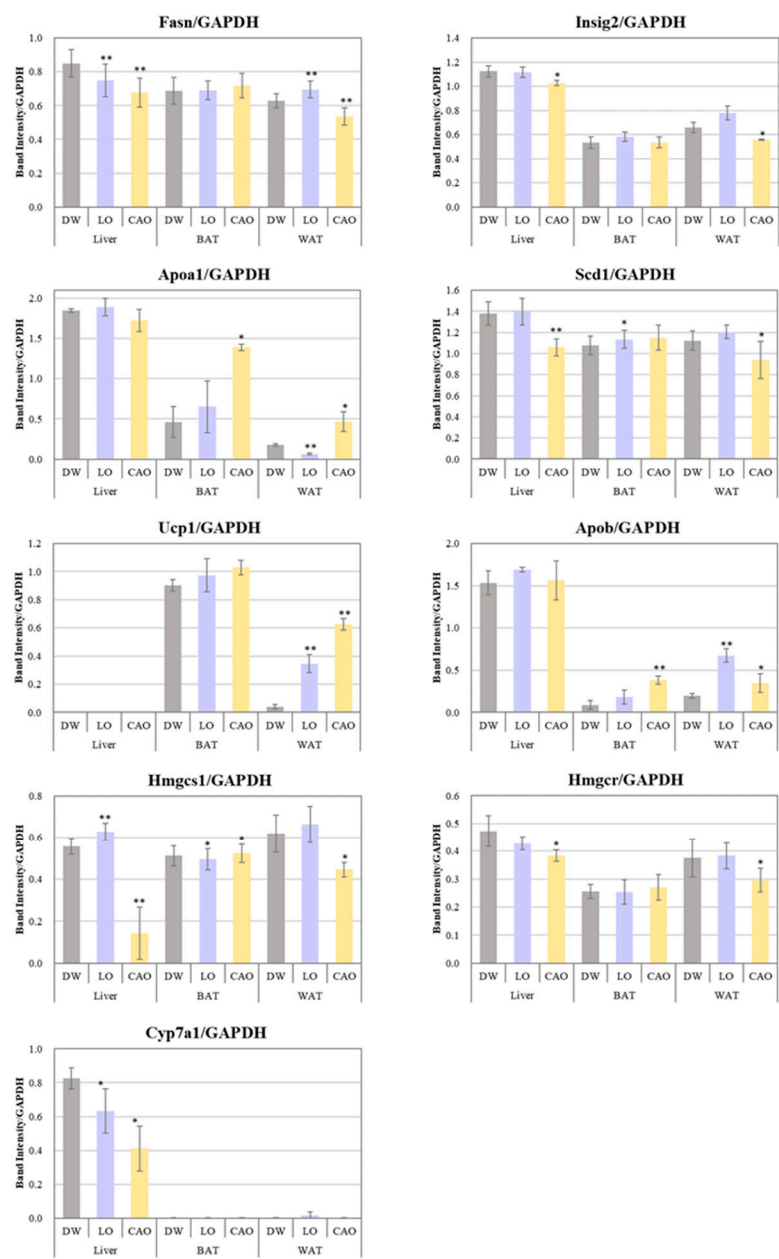 Fasn/GAPDH
Band Intensity/GAPDH
1.0
0.8
0.6
0.4
0.2
0.0
** ** ** **
DW LO CAO DW LO CAO DW LO CAO
Liver BAT WAT
Insig2/GAPDH
Band Intensity/GAPDH
1.4
1.2
1.0
0.8
0.6
0.4
0.2
0.0
* *
DW LO CAO DW LO CAO DW LO CAO
Liver BAT WAT
Apoa1/GAPDH
Band Intensity/GAPDH
2.0
1.5
1.0
0.5
0.0
* ** *
DW LO CAO DW LO CAO DW LO CAO
Liver BAT WAT
Scd1/GAPDH
Band Intensity/GAPDH
1.6
1.4
1.2
1.0
0.8
0.6
0.4
0.2
0.0
** * *
DW LO CAO DW LO CAO DW LO CAO
Liver BAT WAT
Ucp1/GAPDH
Band Intensity/GAPDH
1.2
1.0
0.8
0.6
0.4
0.2
0.0
** **
DW LO CAO DW LO CAO DW LO CAO
Liver BAT WAT
Apob/GAPDH
Band Intensity/GAPDH
2.0
1.5
1.0
0.5
0.0
** ** *
DW LO CAO DW LO CAO DW LO CAO
Liver BAT WAT
Hmgcs1/GAPDH
Band Intensity/GAPDH
0.8
0.6
0.4
0.2
0.0
** ** * * *
DW LO CAO DW LO CAO DW LO CAO
Liver BAT WAT
Hmgcr/GAPDH
Band Intensity/GAPDH
0.6
0.5
0.4
0.3
0.2
0.1
0.0
* *
DW LO CAO DW LO CAO DW LO CAO
Liver BAT WAT
Cyp7a1/GAPDH
Band Intensity/GAPDH
1.0
0.8
0.6
0.4
0.2
0.0
* *
DW LO CAO DW LO CAO DW LO CAO
Liver BAT WAT